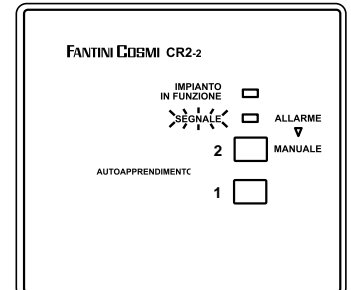 FANTINI COSMI CR2-2
IMPIANTO
IN FUNZIONE
SEGNALE ALLARME
2 MANUALE
AUTOAPPRENDIMENTO
1